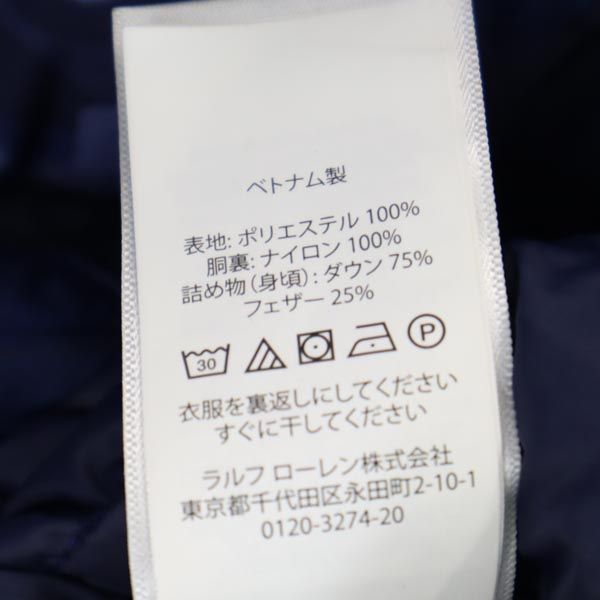 ベトナム製
表地: ポリエステル 100%
胴裏: ナイロン 100%
詰め物 (身頃) : ダウン 75%
フェザー 25%
30 P
衣服を裏返しにしてください
すぐに干してください
ラルフ ローレン株式会社
東京都千代田区永田町2-10-1
0120-3274-20